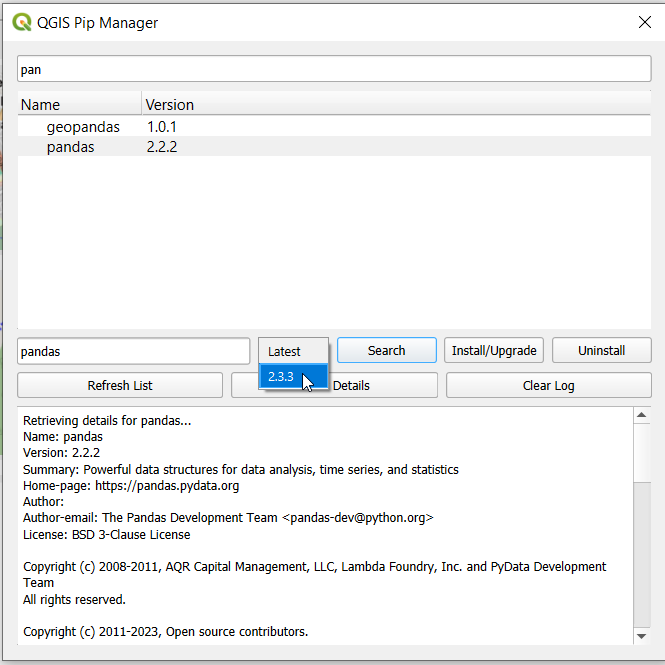 QGIS Pip Manager
pan
Name Version
geopandas 1.0.1
pandas 2.2.2
pandas Latest Search Install/Upgrade Uninstall
2.3.3
Refresh List Details Clear Log
Retrieving details for pandas...
Name: pandas
Version: 2.2.2
Summary: Powerful data structures for data analysis, time series, and statistics
Home-page: https://pandas.pydata.org
Author:
Author-email: The Pandas Development Team <pandas-dev@python.org>
License: BSD 3-Clause License
Copyright (c) 2008-2011, AQR Capital Management, LLC, Lambda Foundry, Inc. and PyData Development
Team
All rights reserved.
Copyright (c) 2011-2023, Open source contributors.